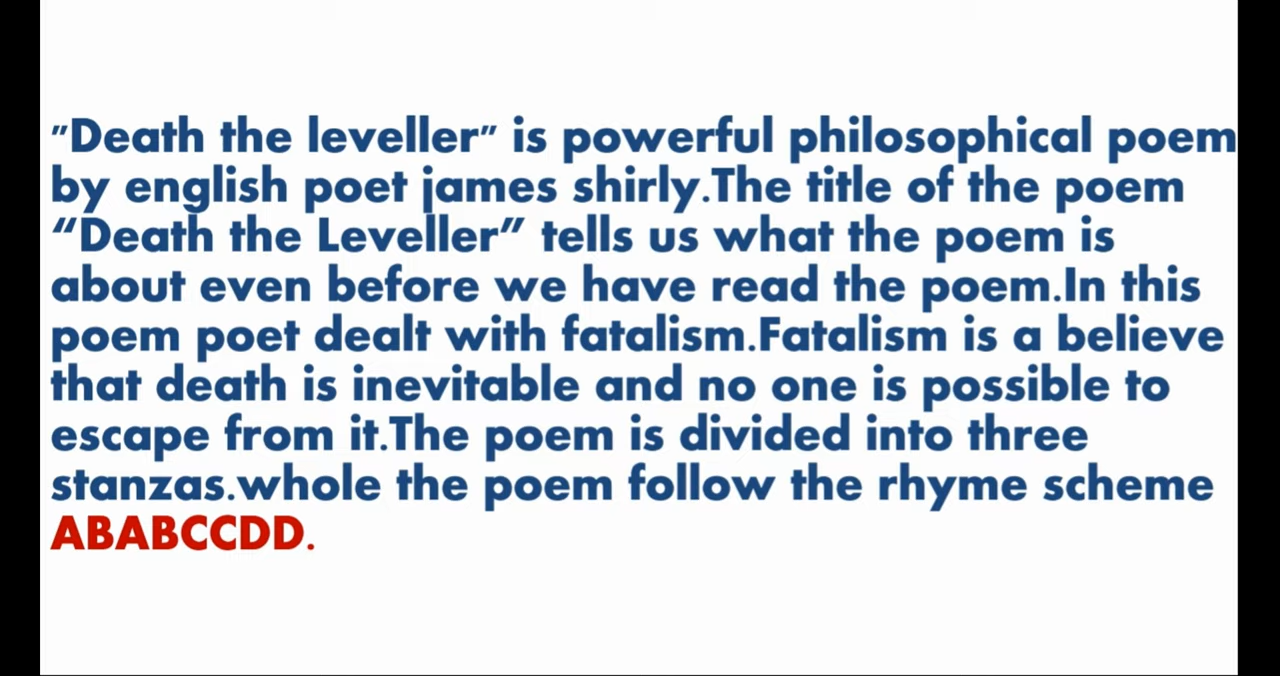 "Death the leveller" is powerful philosophical poem
by english poet james shirly.The title of the poem
“Death the Leveller” tells us what the poem is
about even before we have read the poem.In this
poem poet dealt with fatalism.Fatalism is a believe
that death is inevitable and no one is possible to
escape from it.The poem is divided into three
stanzas.whole the poem follow the rhyme scheme
ABABCCDD.